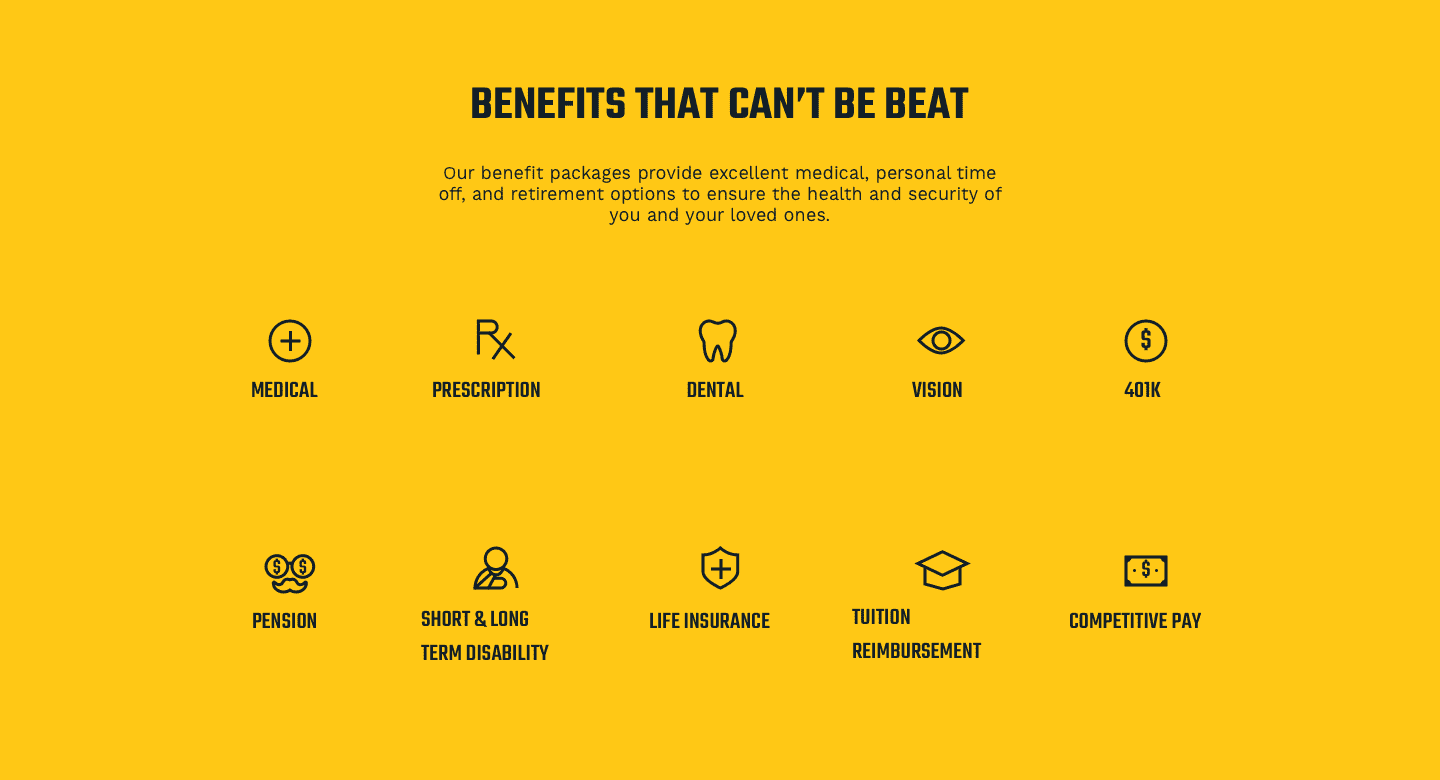 BENEFITS THAT CAN'T BE BEAT
Our benefit packages provide excellent medical, personal time
off, and retirement options to ensure the health and security of
you and your loved ones.
MEDICAL
PRESCRIPTION
DENTAL
VISION
401K
PENSION
SHORT & LONG
TERM DISABILITY
LIFE INSURANCE
TUITION
REIMBURSEMENT
COMPETITIVE PAY